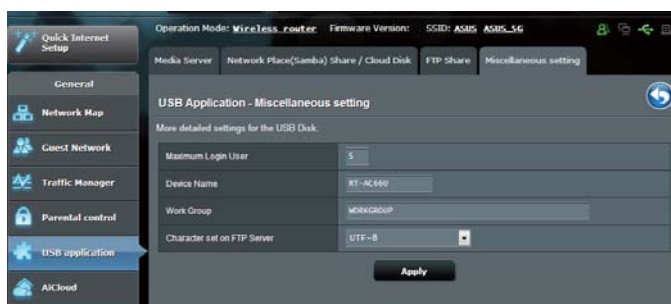 Quick Internet Setup
Operation Mode: Wireless router Firmware Version: SSID: ASUS ASUS_5G
Media Server Network Place(Samba) Share / Cloud Disk FTP Share Miscellaneous setting
General
Network Map
Guest Network
Traffic Manager
Parental control
USB application
AiCloud
USB Application - Miscellaneous setting
More detailed settings for the USB Disk.
Maximum Login User 5
Device Name RT-AC66U
Work Group WORKGROUP
Character set on FTP Server UTF-8
Apply